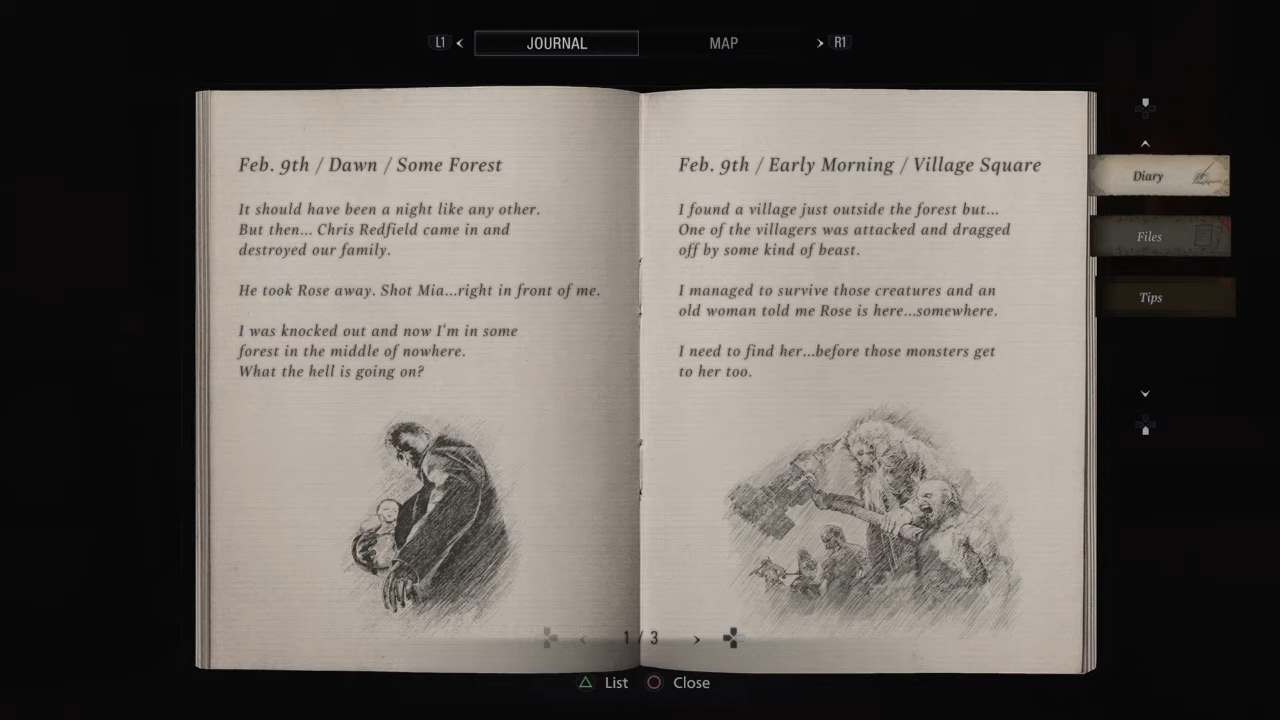 L1
JOURNAL
MAP
R1
Feb. 9th / Dawn / Some Forest
It should have been a night like any other.
But then... Chris Redfield came in and
destroyed our family.
He took Rose away. Shot Mia...right in front of me.
I was knocked out and now I'm in some
forest in the middle of nowhere.
What the hell is going on?
Feb. 9th / Early Morning / Village Square
I found a village just outside the forest but...
One of the villagers was attacked and dragged
off by some kind of beast.
I managed to survive those creatures and an
old woman told me Rose is here...somewhere.
I need to find her...before those monsters get
to her too.
Diary
Files
Tips
1 / 3
List
Close